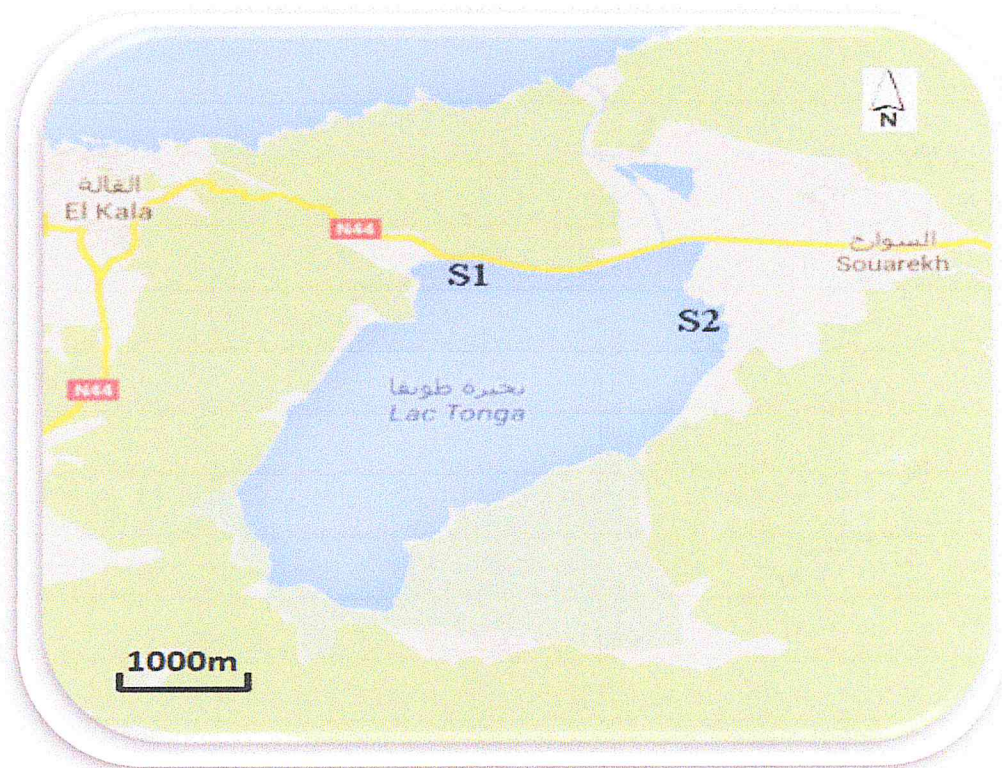 N
القالة
El Kala
N44
السوارخ
Souarekh
S1
S2
N44
بحيرة طونقا
Lac Tonga
1000m